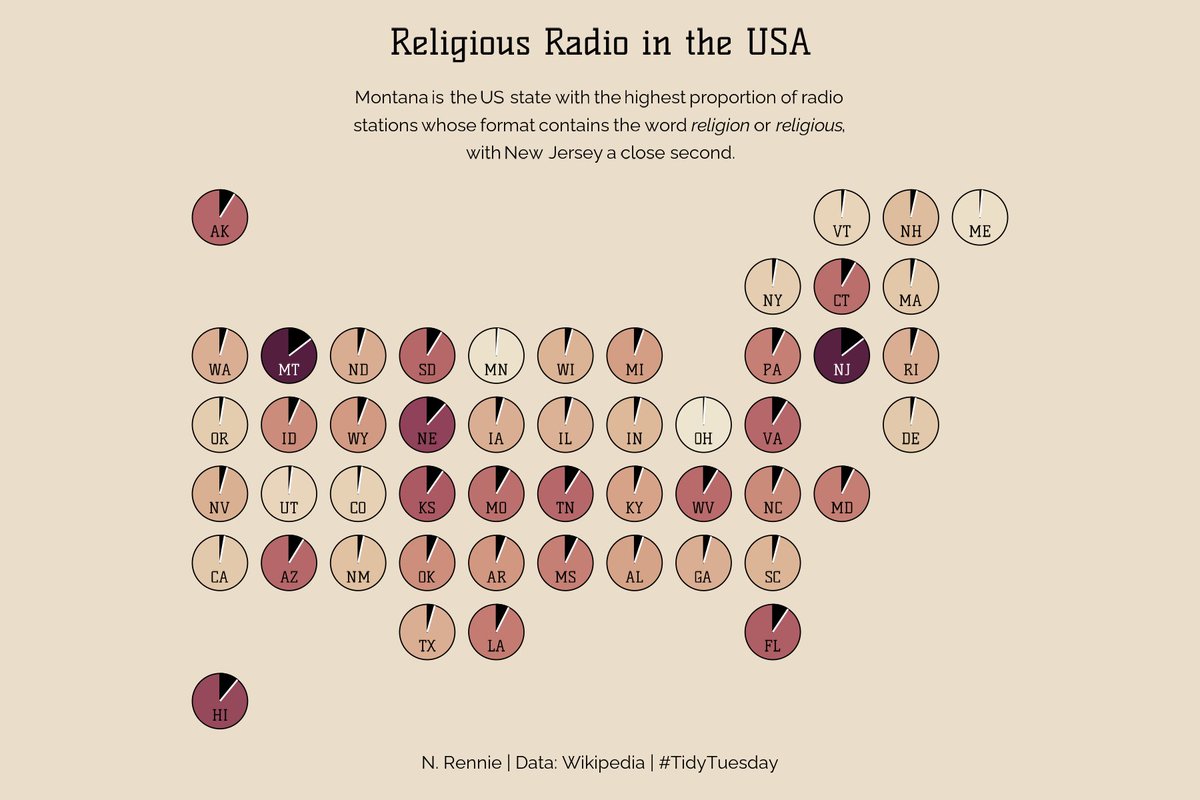 Religious Radio in the USA
Montana is the US state with the highest proportion of radio
stations whose format contains the word religion or religious,
with New Jersey a close second.
AK VT NH ME
NY CT MA
WA MT ND SD MN WI MI PA NJ RI
OR ID WY NE IA IL IN OH VA DE
NV UT CO KS MO TN KY WV NC MD
CA AZ NM OK AR MS AL GA SC
TX LA FL
HI
N. Rennie | Data: Wikipedia | #TidyTuesday